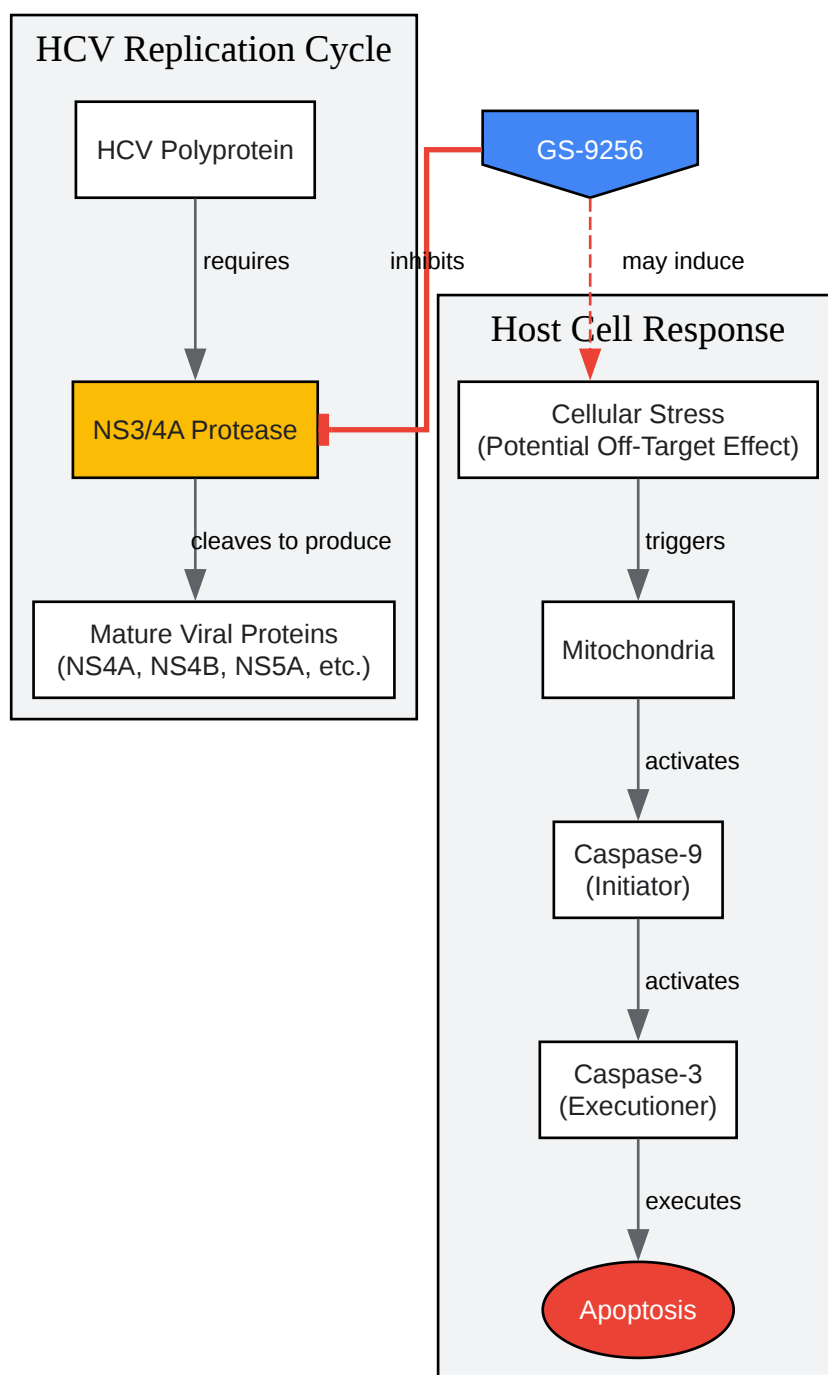 HCV Replication Cycle
HCV Polyprotein
requires
NS3/4A Protease
cleaves to produce
Mature Viral Proteins
(NS4A, NS4B, NS5A, etc.)
GS-9256
inhibits
may induce
Host Cell Response
Cellular Stress
(Potential Off-Target Effect)
triggers
Mitochondria
activates
Caspase-9
(Initiator)
activates
Caspase-3
(Executioner)
executes
Apoptosis